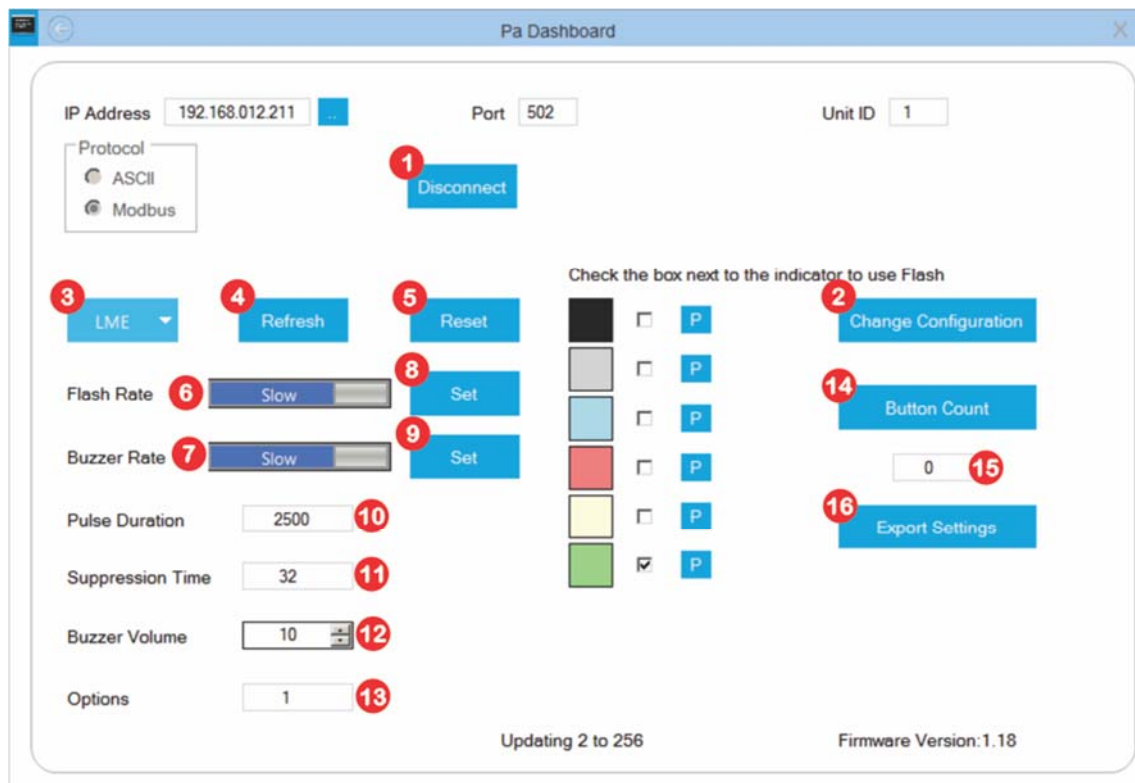 Pa Dashboard
X
IP Address 192.168.012.211 ..
Port 502
Unit ID 1
Protocol
ASCII
Modbus
1
Disconnect
Check the box next to the indicator to use Flash
3
LME
4
Refresh
5
Reset
P
2
Change Configuration
P
Flash Rate 6 Slow
8
Set
14
Button Count
P
Buzzer Rate 7 Slow
9
Set
P
0 15
Pulse Duration 2500 10
P
16
Export Settings
Suppression Time 32 11
P
Buzzer Volume 10 12
Options 1 13
Updating 2 to 256
Firmware Version:1.18